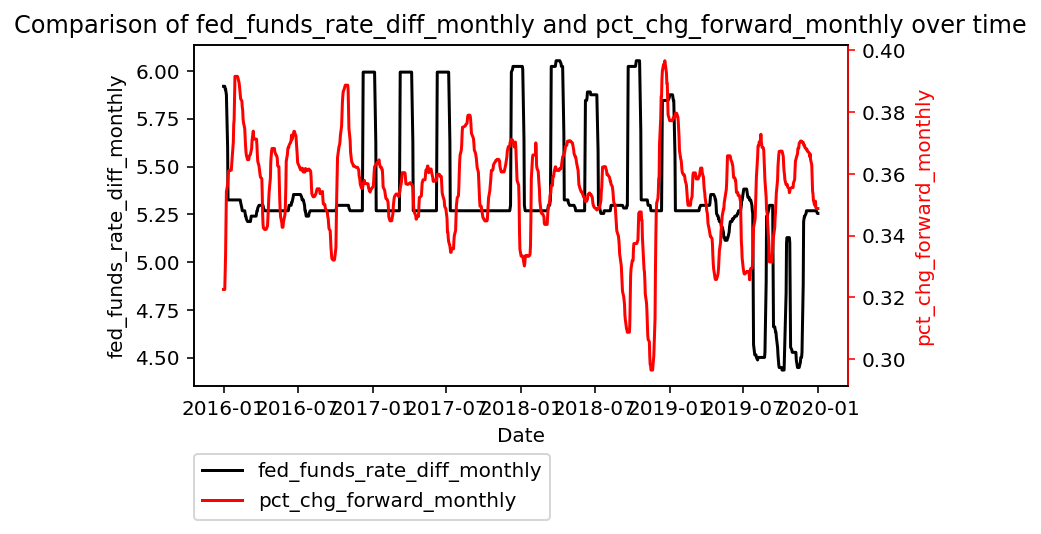 Comparison of fed_funds_rate_diff_monthly and pct_chg_forward_monthly over time
fed_funds_rate_diff_monthly
6.00
5.75
5.50
5.25
5.00
4.75
4.50
0.40
0.38
0.36
0.34
0.32
0.30
pct_chg_forward_monthly
2016-01 2016-07 2017-01 2017-07 2018-01 2018-07 2019-01 2019-07 2020-01
Date
fed_funds_rate_diff_monthly
pct_chg_forward_monthly